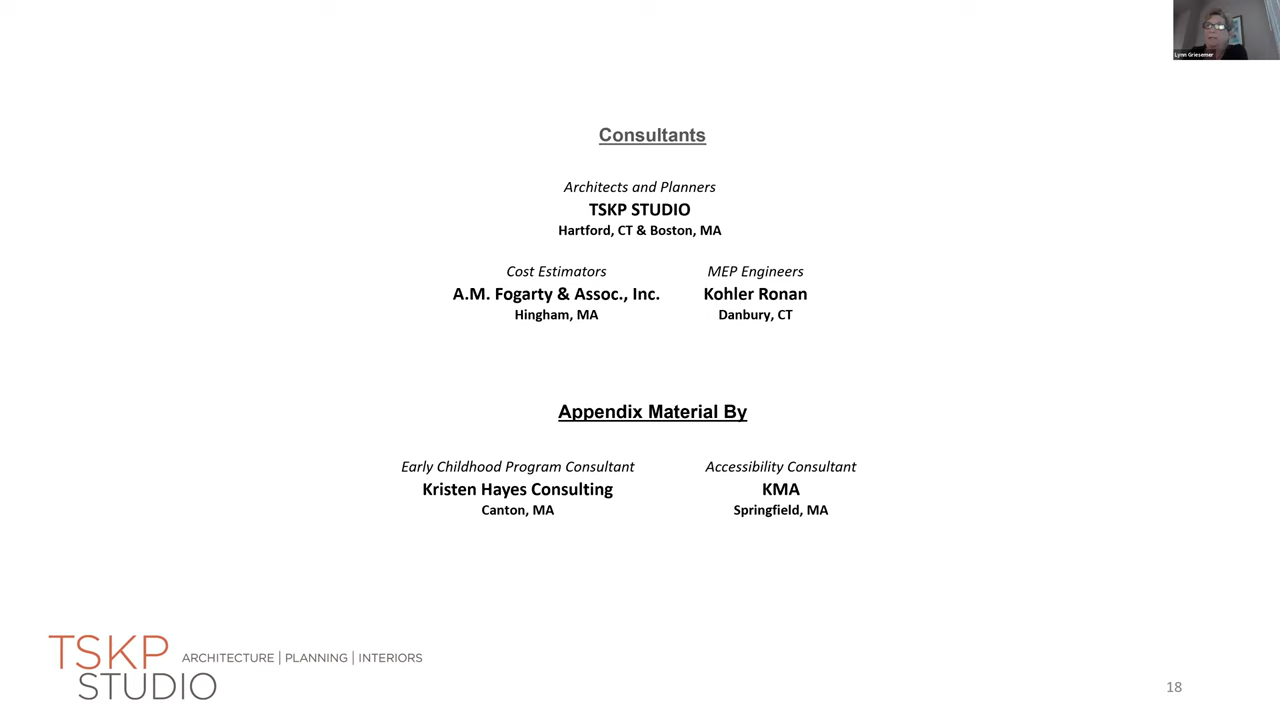 Lynn Griesemer
Consultants
Architects and Planners
TSKP STUDIO
Hartford, CT & Boston, MA
Cost Estimators
A.M. Fogarty & Assoc., Inc.
Hingham, MA
MEP Engineers
Kohler Ronan
Danbury, CT
Appendix Material By
Early Childhood Program Consultant
Kristen Hayes Consulting
Canton, MA
Accessibility Consultant
KMA
Springfield, MA
TSKP
STUDIO
ARCHITECTURE | PLANNING | INTERIORS
18